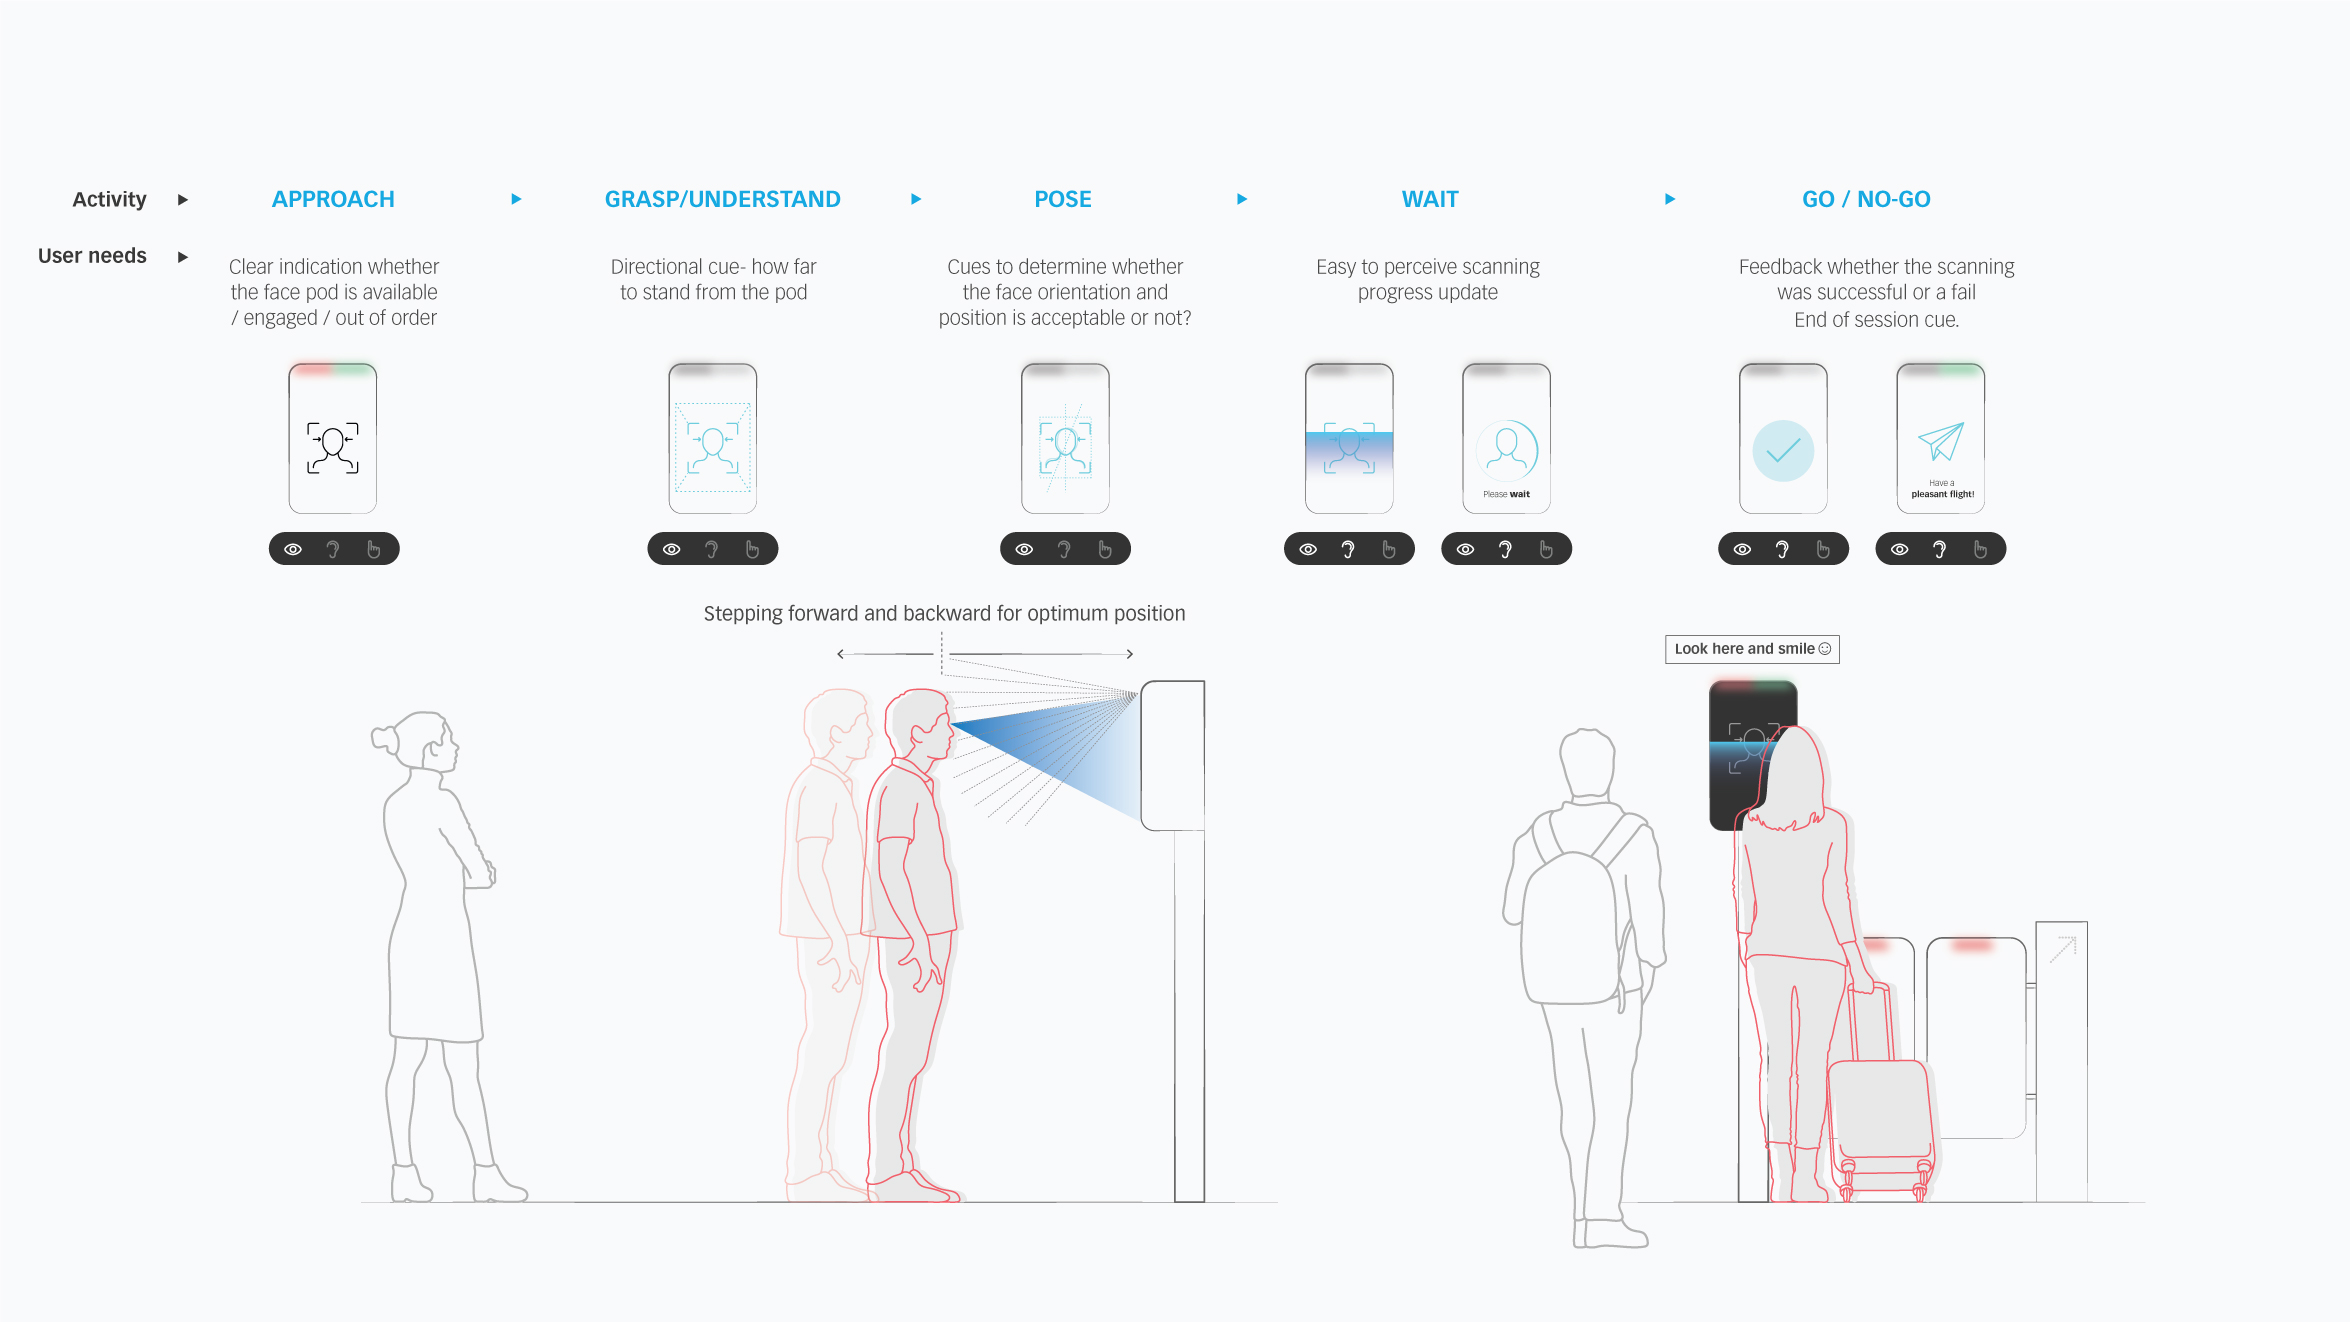 Activity
APPROACH
GRASP/UNDERSTAND
POSE
WAIT
GO / NO-GO
User needs
Clear indication whether
the face pod is available
/ engaged / out of order
Directional cue- how far
to stand from the pod
Cues to determine whether
the face orientation and
position is acceptable or not?
Easy to perceive scanning
progress update
Feedback whether the scanning
was successful or a fail
End of session cue.
Please wait
Have a
pleasant flight!
Stepping forward and backward for optimum position
Look here and smile